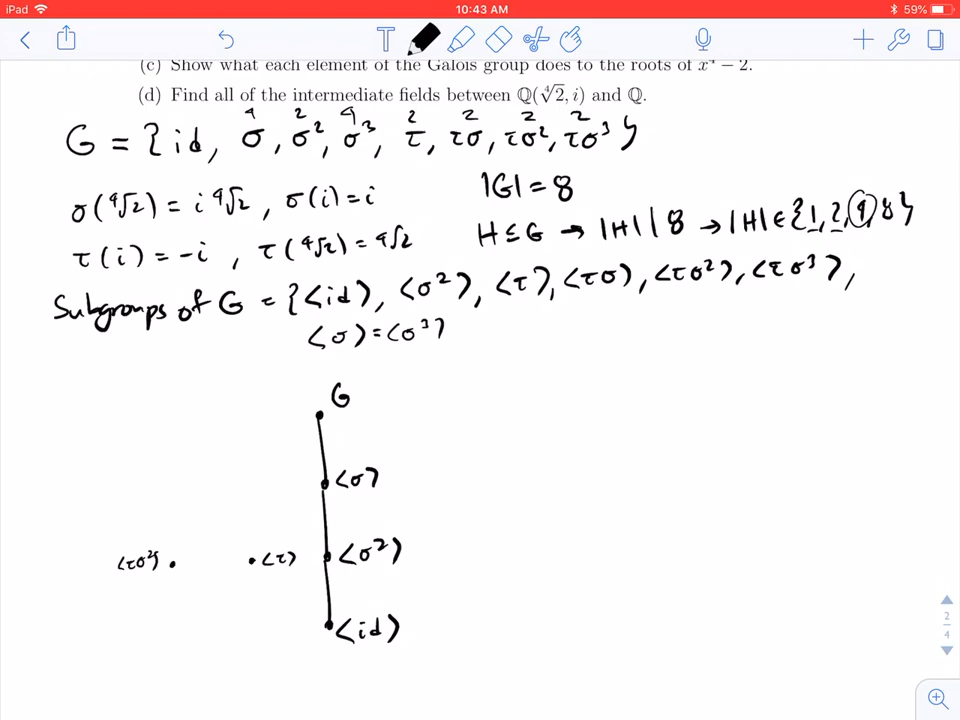 iPad 10:43 AM 59%
(c) Show what each element of the Galois group does to the roots of x⁴ − 2.
(d) Find all of the intermediate fields between ℚ(∜2, i) and ℚ.
4 2 4 2 2 2 2
G = {id, σ, σ², σ³, τ, τσ, τσ², τσ³}
σ(∜2) = i ∜2, σ(i) = i
|G| = 8
τ(i) = -i, τ(∜2) = ∜2
H ≤ G → |H| | 8 → |H| ∈ {1, 2, 4, 8}
Subgroups of G = {<id>, <σ²>, <τ>, <τσ>, <τσ²>, <τσ³>,
<σ> = <σ³>
G
<σ>
<τσ²> <τ> <σ²>
<id>
2
4